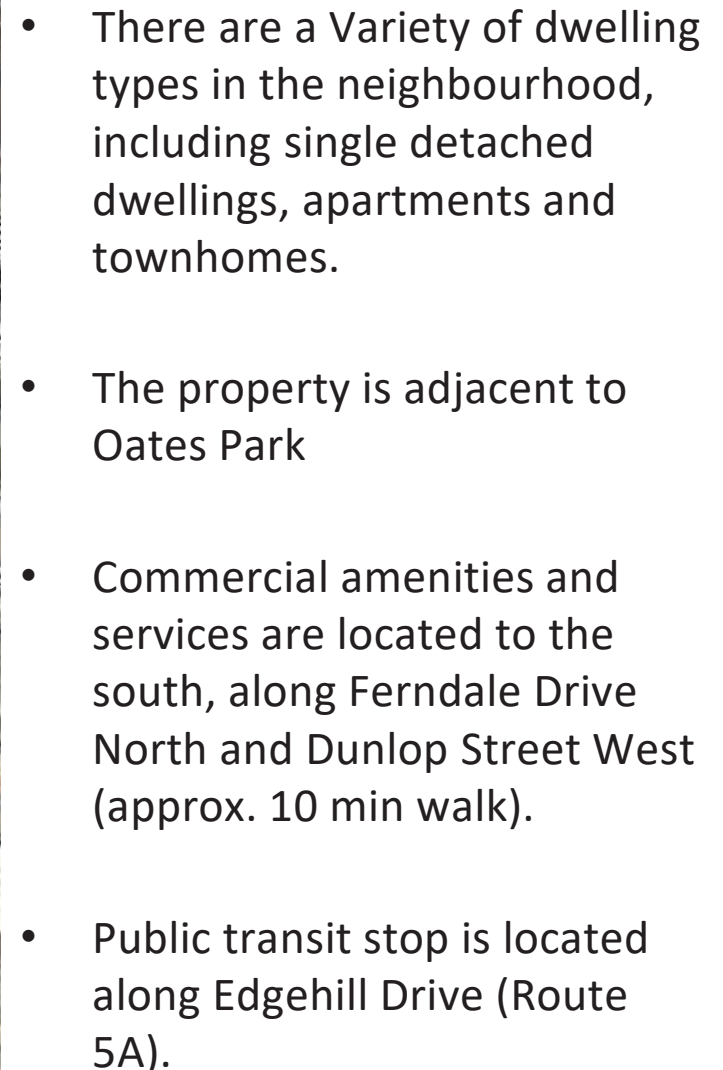 • There are a Variety of dwelling
types in the neighbourhood,
including single detached
dwellings, apartments and
townhomes.
• The property is adjacent to
Oates Park
• Commercial amenities and
services are located to the
south, along Ferndale Drive
North and Dunlop Street West
(approx. 10 min walk).
• Public transit stop is located
along Edgehill Drive (Route
5A).